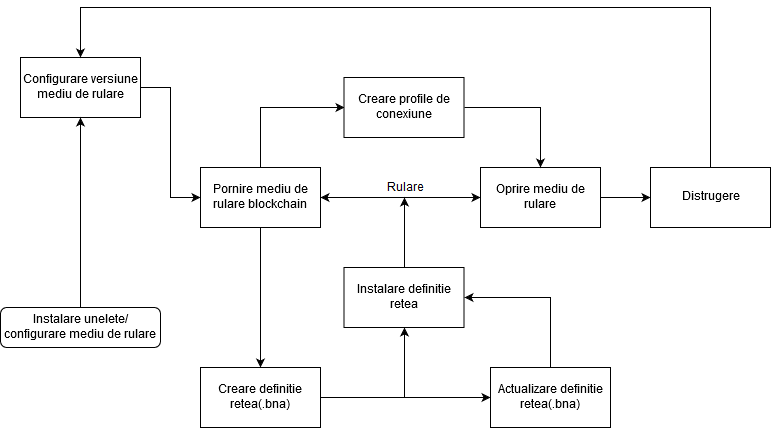 Configurare versiune
mediu de rulare
Creare profile de
conexiune
Pornire mediu de
rulare blockchain
Rulare
Oprire mediu de
rulare
Distrugere
Instalare definitie
retea
Instalare unelete/
configurare mediu de rulare
Creare definitie
retea(.bna)
Actualizare definitie
retea(.bna)